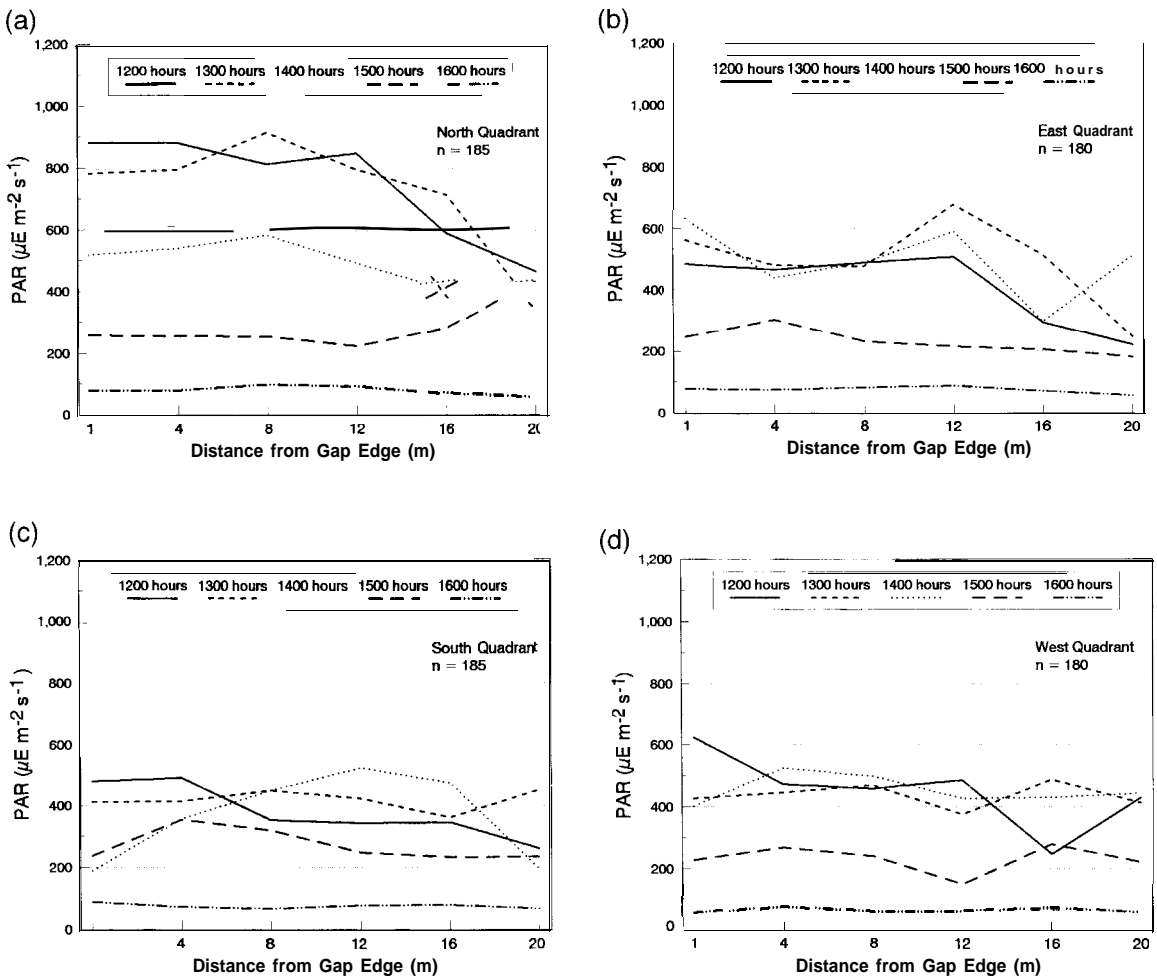 (a)
1,200
1200 hours 1300 hours 1400 hours 1500 hours 1600 hours
1,000
North Quadrant
n = 185
800
600
400
200
0
PAR (μE m-2 s-1)
1 4 8 12 16
Distance from Gap Edge (m)
(b)
1,200
1200 hours 1300 hours 1400 hours 1500 hours 1600 hours
1,000
East Quadrant
n = 180
800
600
400
200
0
PAR (μE m-2 s-1)
1 4 8 12 16 20
Distance from Gap Edge (m)
(c)
1,200
1200 hours 1300 hours 1400 hours 1500 hours 1600 hours
1,000
South Quadrant
n = 185
800
600
400
200
0
PAR (μE m-2 s-1)
4 8 12 16 20
Distance from Gap Edge (m)
(d)
1,200
1200 hours 1300 hours 1400 hours 1500 hours 1600 hours
1,000
West Quadrant
n = 180
800
600
400
200
0
PAR (μE m-2 s-1)
1 4 8 12 16 20
Distance from Gap Edge (m)